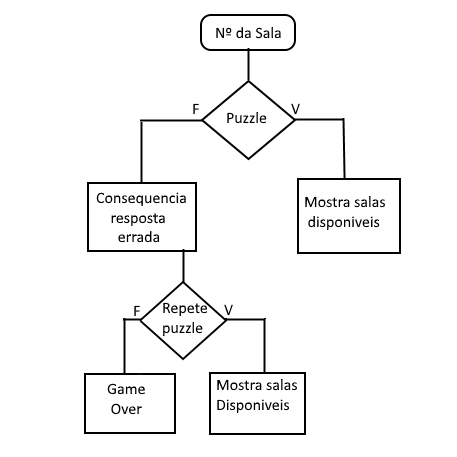 Nº da Sala
F
V
Puzzle
Consequencia
resposta
errada
Mostra salas
disponiveis
F
V
Repete
puzzle
Game
Over
Mostra salas
Disponiveis